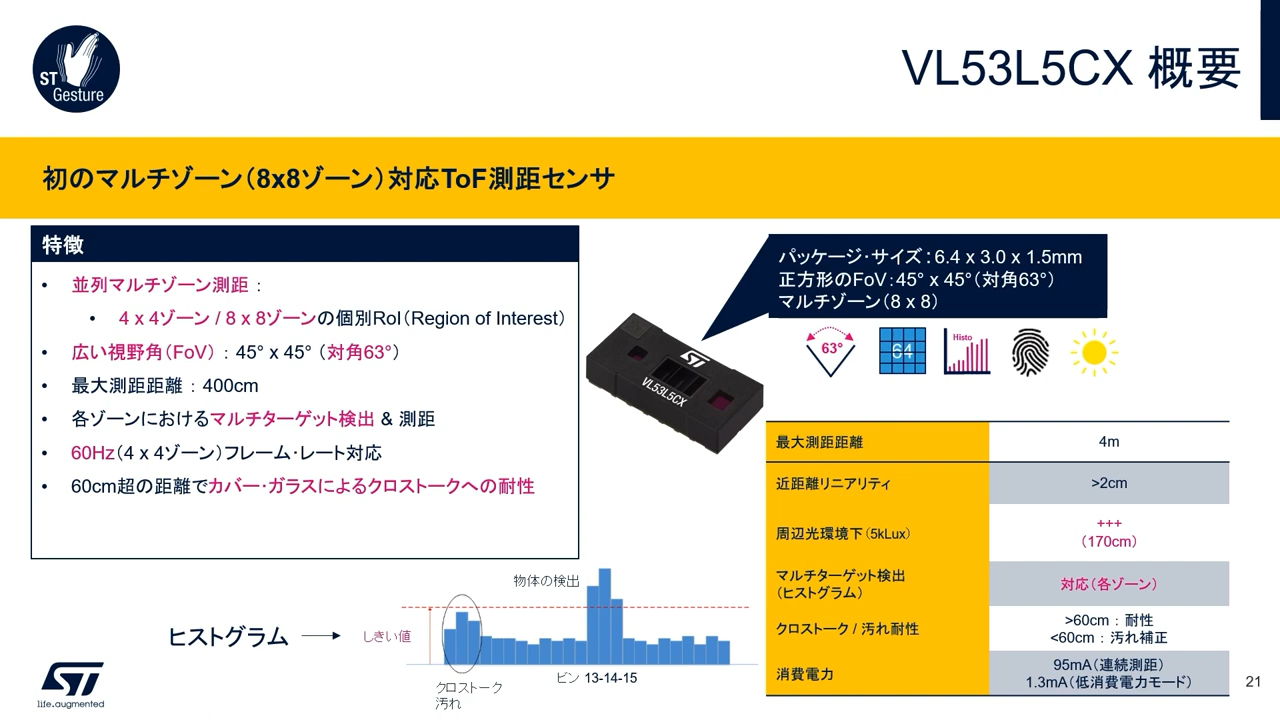 ST
Gesture
VL53L5CX 概要
初のマルチゾーン（8x8ゾーン）対応ToF測距センサ
特徴
• 並列マルチゾーン測距：
• 4 x 4ゾーン / 8 x 8ゾーンの個別RoI（Region of Interest）
• 広い視野角（FoV）：45° x 45°（対角63°）
• 最大測距距離：400cm
• 各ゾーンにおけるマルチターゲット検出 & 測距
• 60Hz（4 x 4ゾーン）フレーム・レート対応
• 60cm超の距離でカバー・ガラスによるクロストークへの耐性
パッケージ・サイズ：6.4 x 3.0 x 1.5mm
正方形のFoV：45° x 45°（対角63°）
マルチゾーン（8 x 8）
63°
64
Histo
ST
VL53L5CX
最大測距距離 4m
近距離リニアリティ >2cm
周辺光環境下（5kLux） +++
（170cm）
マルチターゲット検出
（ヒストグラム） 対応（各ゾーン）
クロストーク / 汚れ耐性 >60cm：耐性
<60cm：汚れ補正
消費電力 95mA（連続測距）
1.3mA（低消費電力モード）
ヒストグラム
物体の検出
しきい値
クロストーク
汚れ
ビン 13-14-15
ST
life.augmented
21